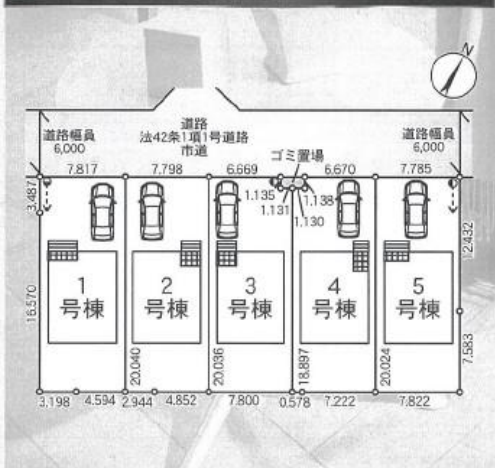 N
道路幅員
6,000
道路
法42条1項1号道路
市道
ゴミ置場
道路幅員
6,000
7.817
7.798
6.669
6.670
7.785
3.487
1.135
1.131
1.138
1.130
12.432
16.570
1
号棟
2
号棟
3
号棟
4
号棟
5
号棟
20.040
20.036
18.897
20.024
7.583
3.198
4.594
2.944
4.852
7.800
0.578
7.222
7.822